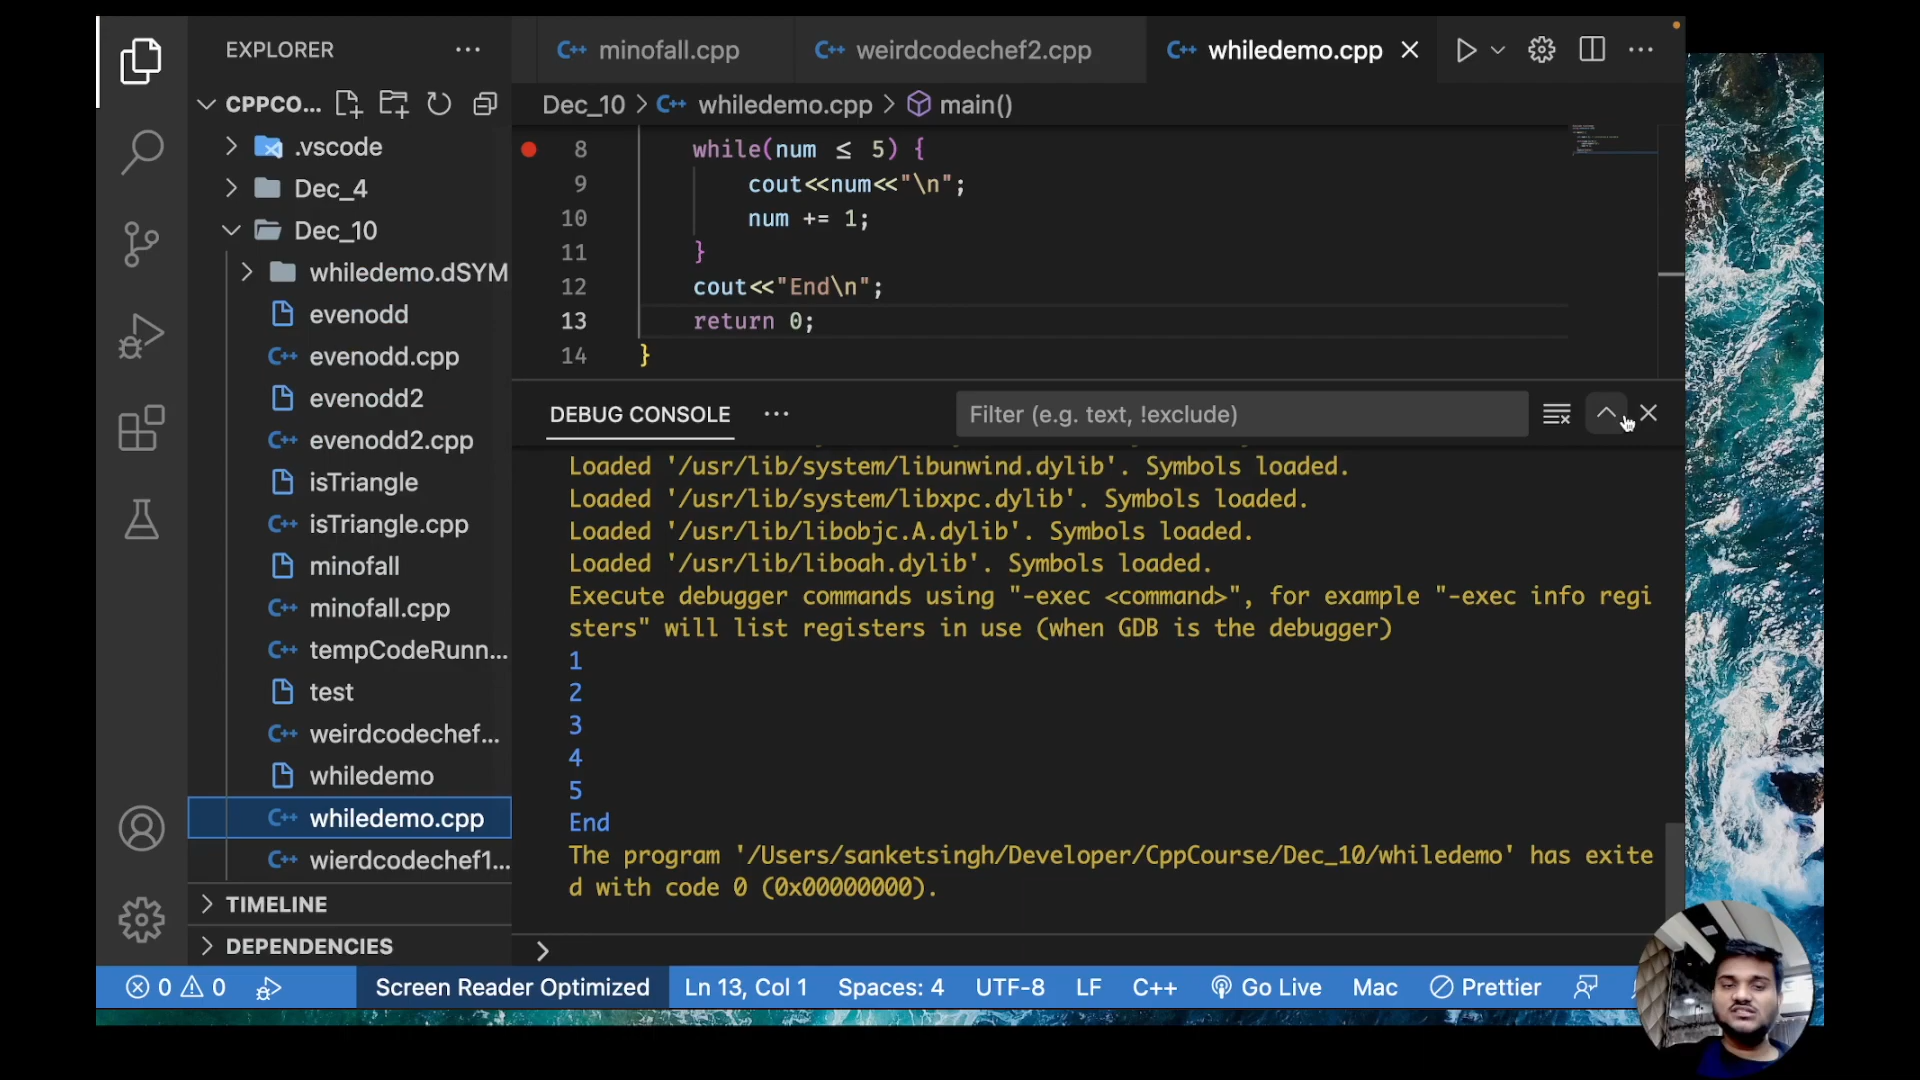 EXPLORER
CPPCO...
.vscode
Dec_4
Dec_10
whiledemo.dSYM
evenodd
C++ evenodd.cpp
evenodd2
C++ evenodd2.cpp
isTriangle
C++ isTriangle.cpp
minofall
C++ minofall.cpp
C++ tempCodeRunn...
test
C++ weirdcodechef...
whiledemo
C++ whiledemo.cpp
C++ wierdcodechef1...
TIMELINE
DEPENDENCIES
C++ minofall.cpp
C++ weirdcodechef2.cpp
C++ whiledemo.cpp
Dec_10 > C++ whiledemo.cpp > main()
8 while(num ≤ 5) {
9 cout<<num<<"\n";
10 num += 1;
11 }
12 cout<<"End\n";
13 return 0;
14 }
DEBUG CONSOLE
Filter (e.g. text, !exclude)
Loaded '/usr/lib/system/libunwind.dylib'. Symbols loaded.
Loaded '/usr/lib/system/libxpc.dylib'. Symbols loaded.
Loaded '/usr/lib/libobjc.A.dylib'. Symbols loaded.
Loaded '/usr/lib/liboah.dylib'. Symbols loaded.
Execute debugger commands using "-exec <command>", for example "-exec info regi
sters" will list registers in use (when GDB is the debugger)
1
2
3
4
5
End
The program '/Users/sanketsingh/Developer/CppCourse/Dec_10/whiledemo' has exite
d with code 0 (0x00000000).
0 0 Screen Reader Optimized Ln 13, Col 1 Spaces: 4 UTF-8 LF C++ Go Live Mac Prettier